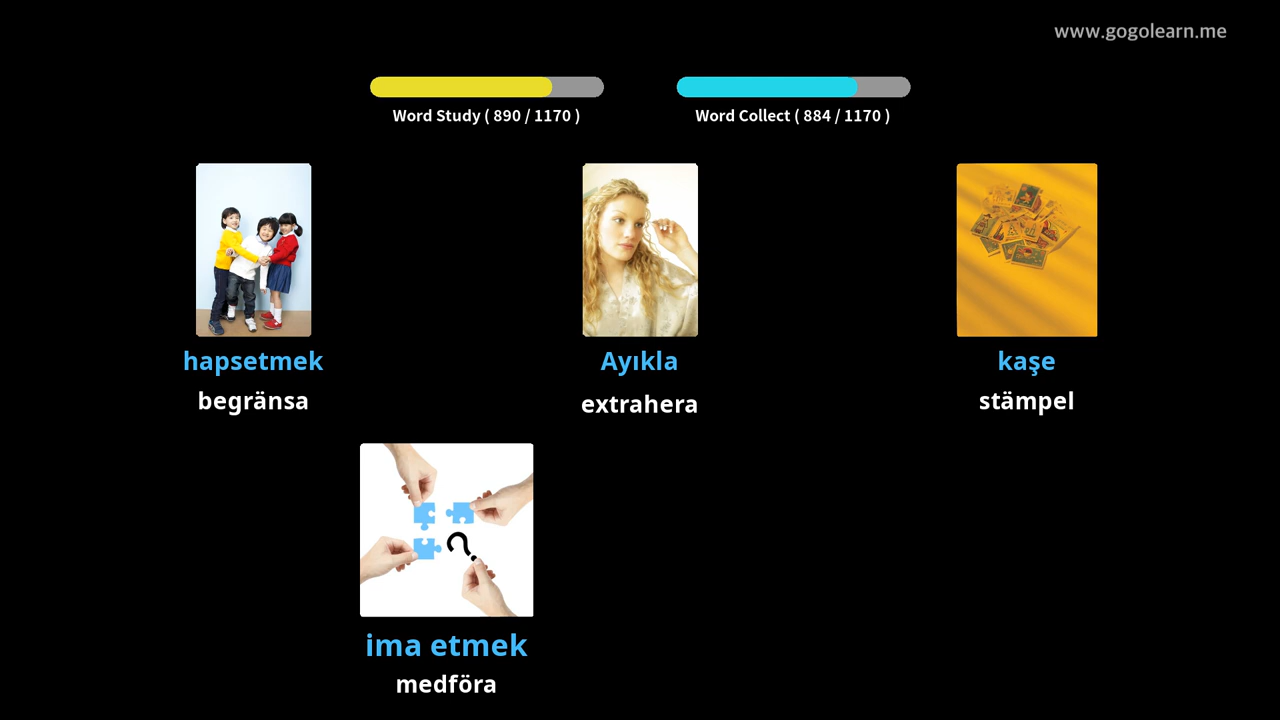 www.gogolearn.me
Word Study ( 890 / 1170 )
Word Collect ( 884 / 1170 )
hapsetmek
begränsa
Ayıkla
extrahera
kaşe
stämpel
ima etmek
medföra